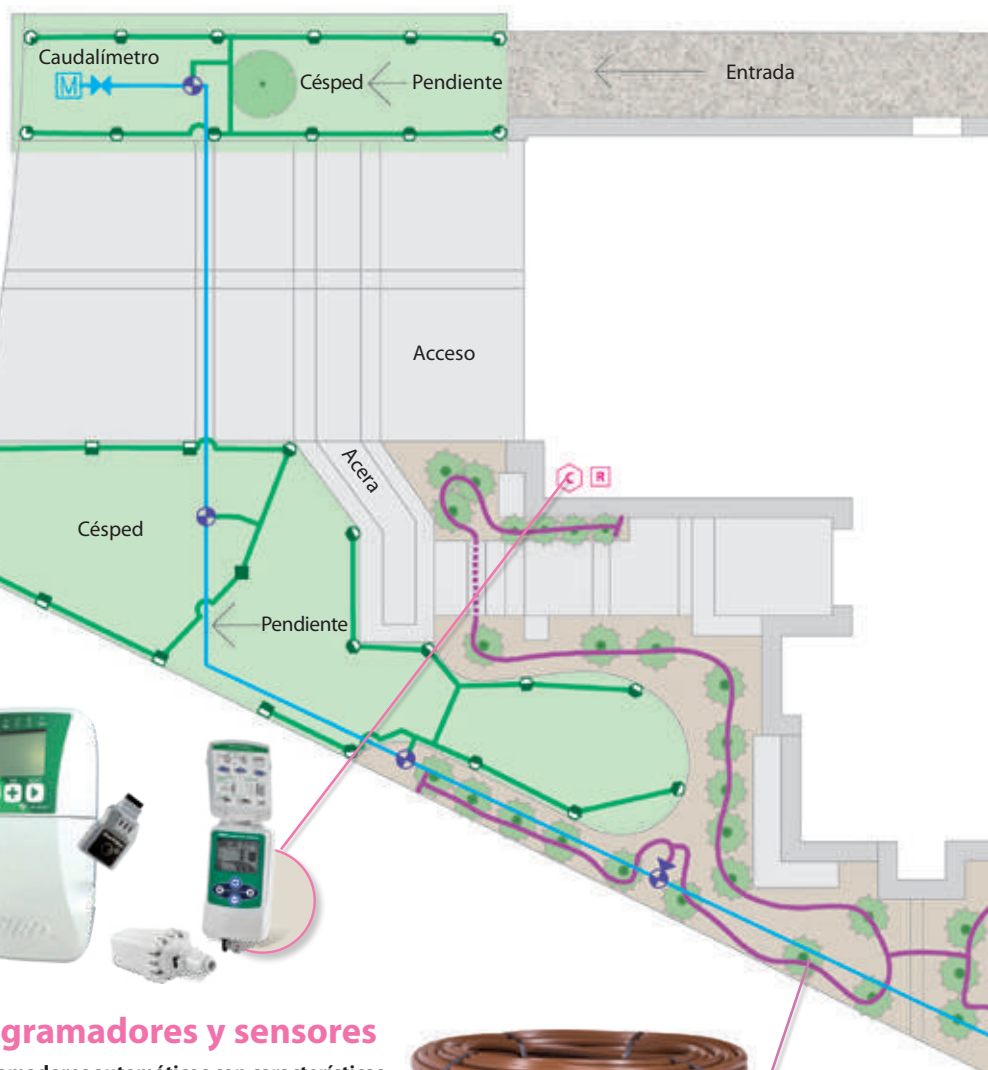 Caudalímetro
M
Césped
Pendiente
Entrada
Acceso
Acera
C R
Césped
Pendiente
gramadores y sensores